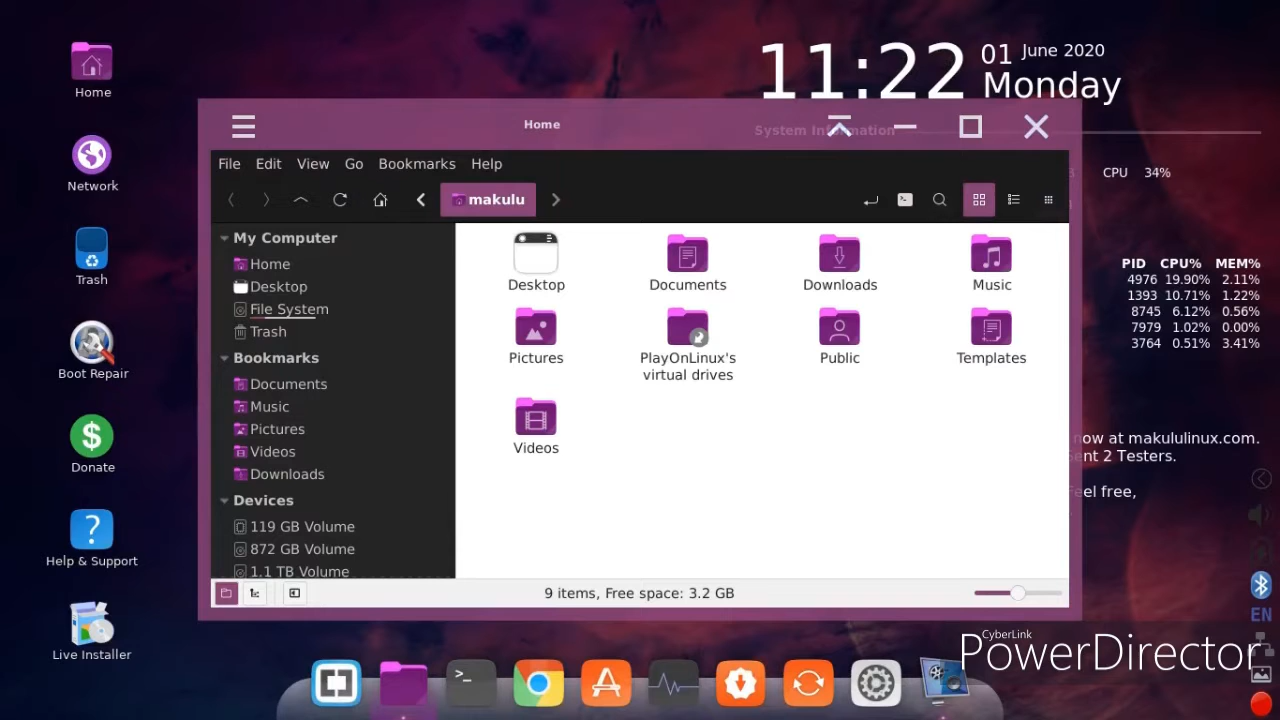 11:22
01 June 2020
Monday
Home
System Information
CPU 34%
PID CPU% MEM%
4976 19.90% 2.11%
1393 10.71% 1.22%
8745 6.12% 0.56%
7979 1.02% 0.00%
3764 0.51% 3.41%
now at makululinux.com.
Sent 2 Testers.
Feel free,
Home
Network
Trash
Boot Repair
Donate
Help & Support
Live Installer
File Edit View Go Bookmarks Help
makulu
My Computer
Home
Desktop
File System
Trash
Bookmarks
Documents
Music
Pictures
Videos
Downloads
Devices
119 GB Volume
872 GB Volume
1.1 TB Volume
Desktop
Documents
Downloads
Music
Pictures
PlayOnLinux's
virtual drives
Public
Templates
Videos
9 items, Free space: 3.2 GB
EN
CyberLink
PowerDirector